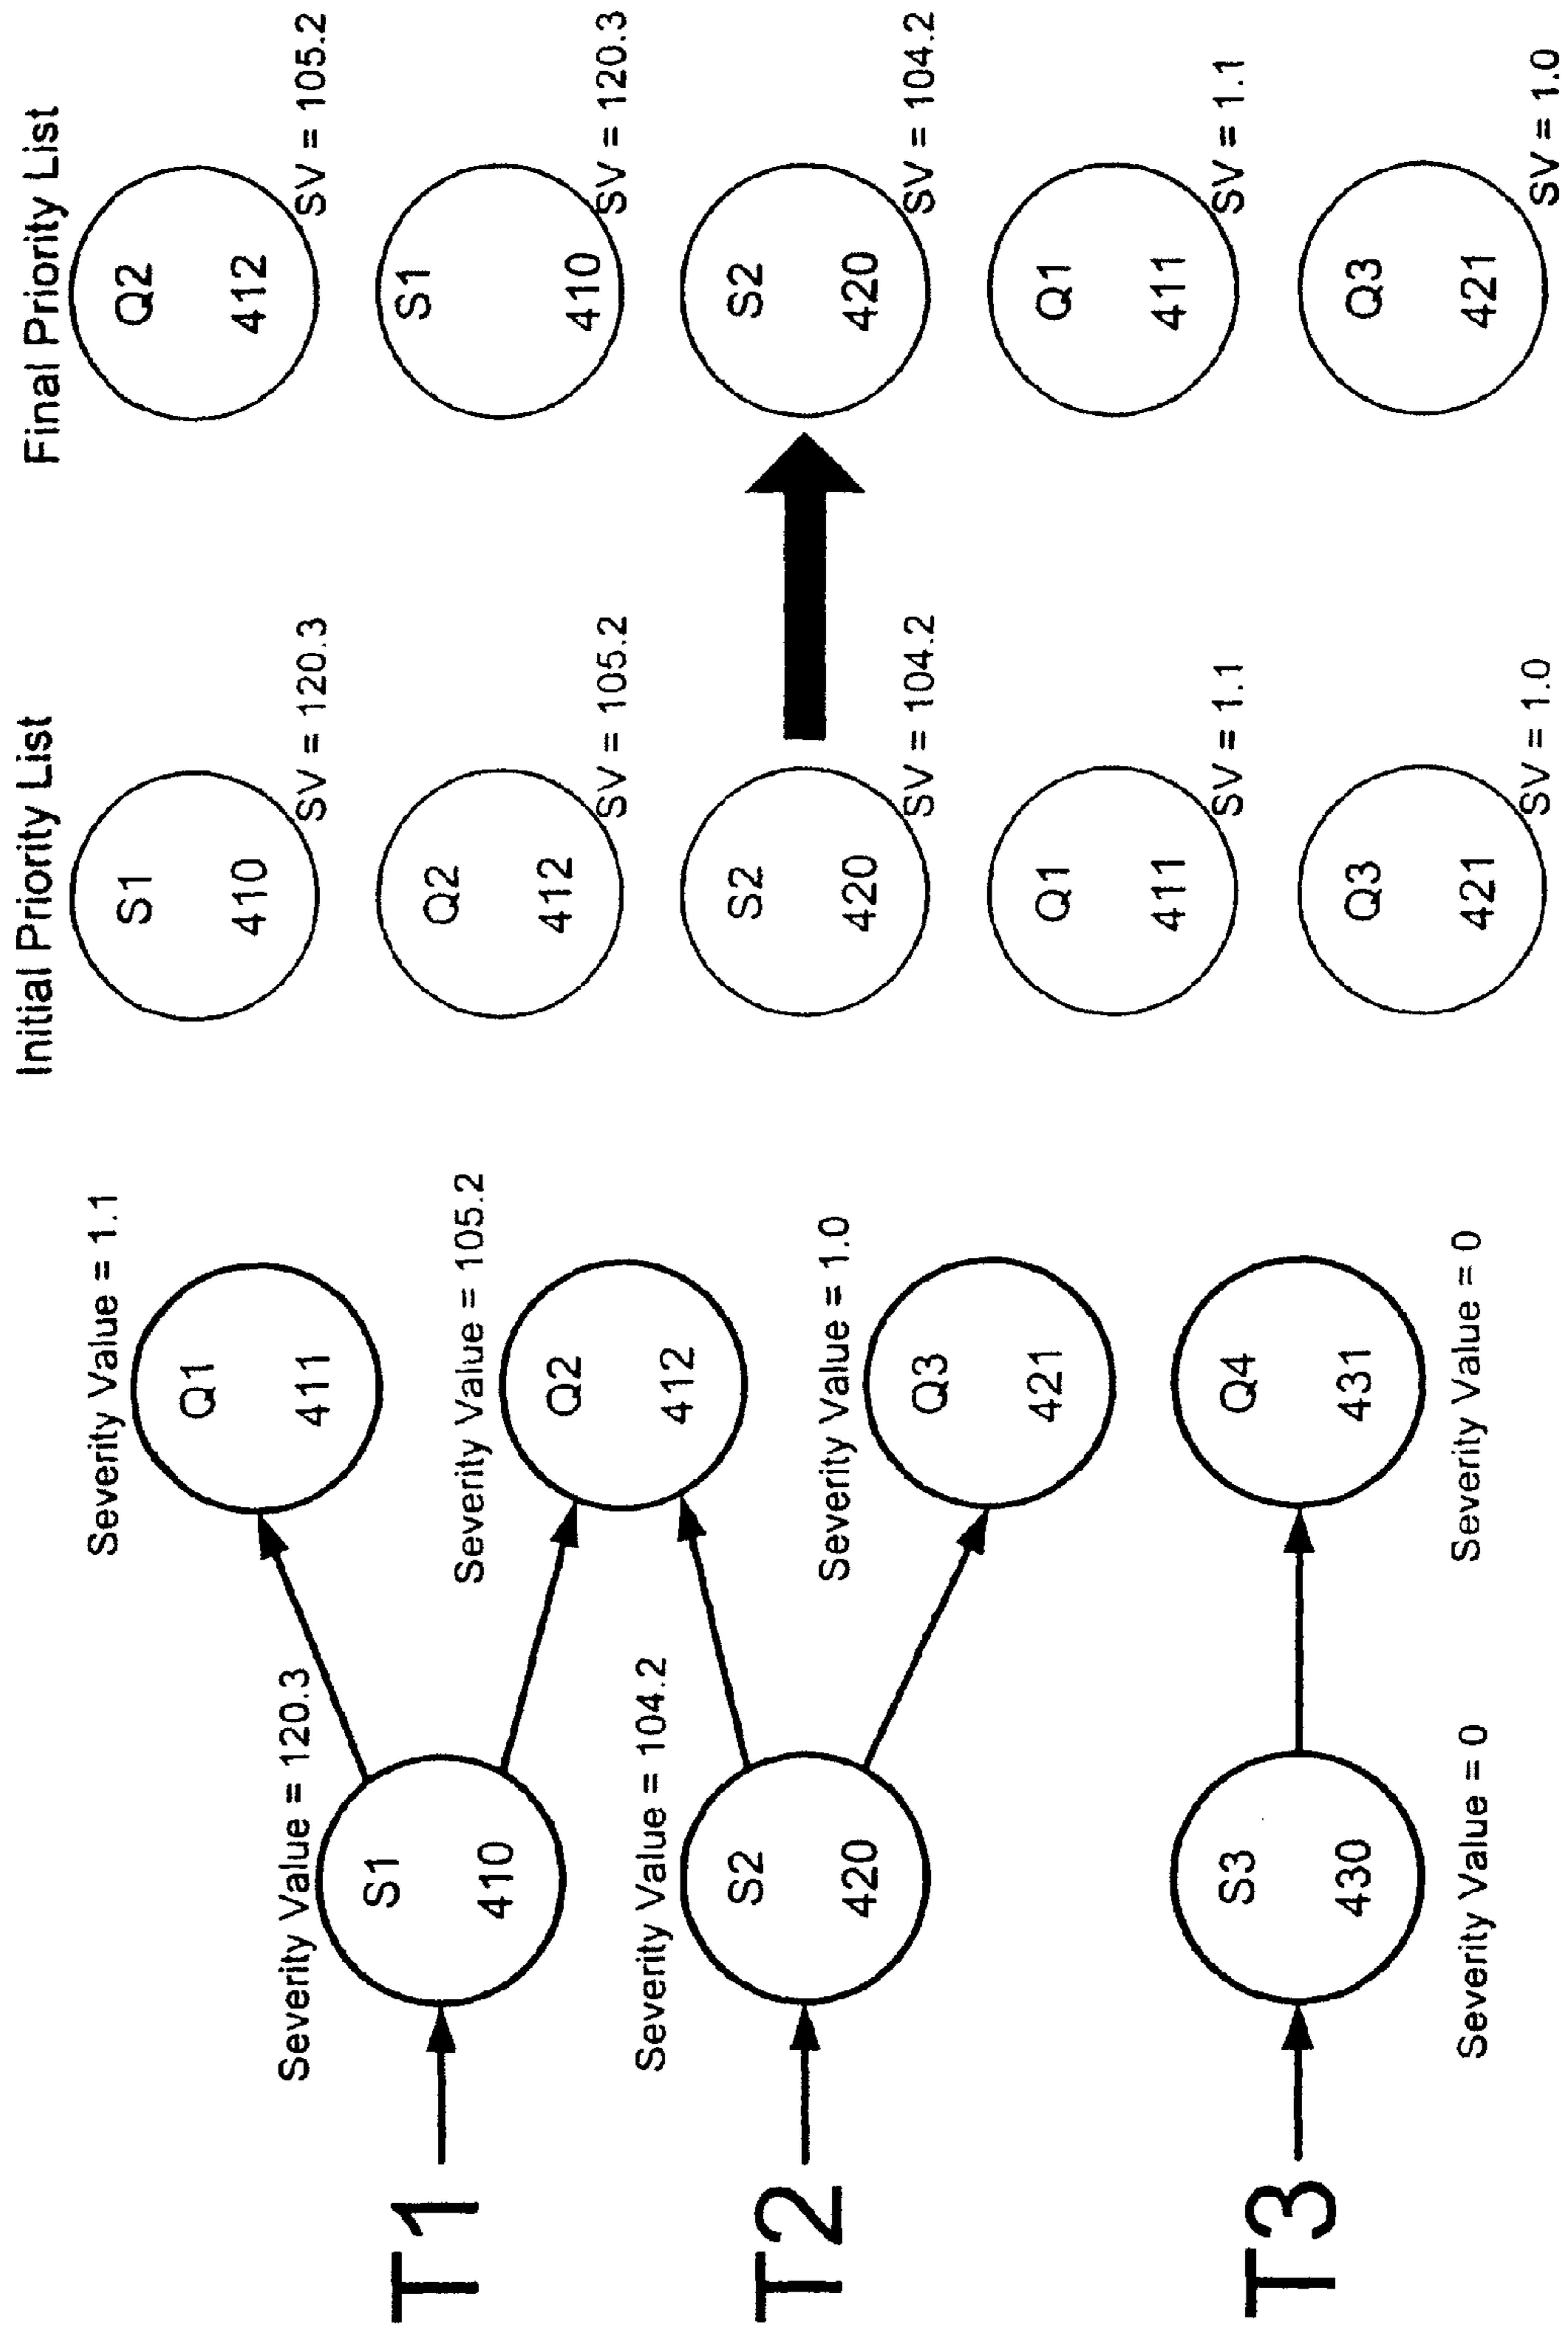 Initial Priority List
Final Priority List
Severity Value = 1.1
Q1
411
Severity Value = 120.3
T1
S1
410
Severity Value = 105.2
Q2
412
Severity Value = 104.2
T2
S2
420
Severity Value = 1.0
Q3
421
T3
S3
430
Severity Value = 0
Q4
431
Severity Value = 0
S1
410
SV = 120.3
Q2
412
SV = 105.2
S2
420
SV = 104.2
Q1
411
SV = 1.1
Q3
421
SV = 1.0
Q2
412
SV = 105.2
S1
410
SV = 120.3
S2
420
SV = 104.2
Q1
411
SV = 1.1
Q3
421
SV = 1.0